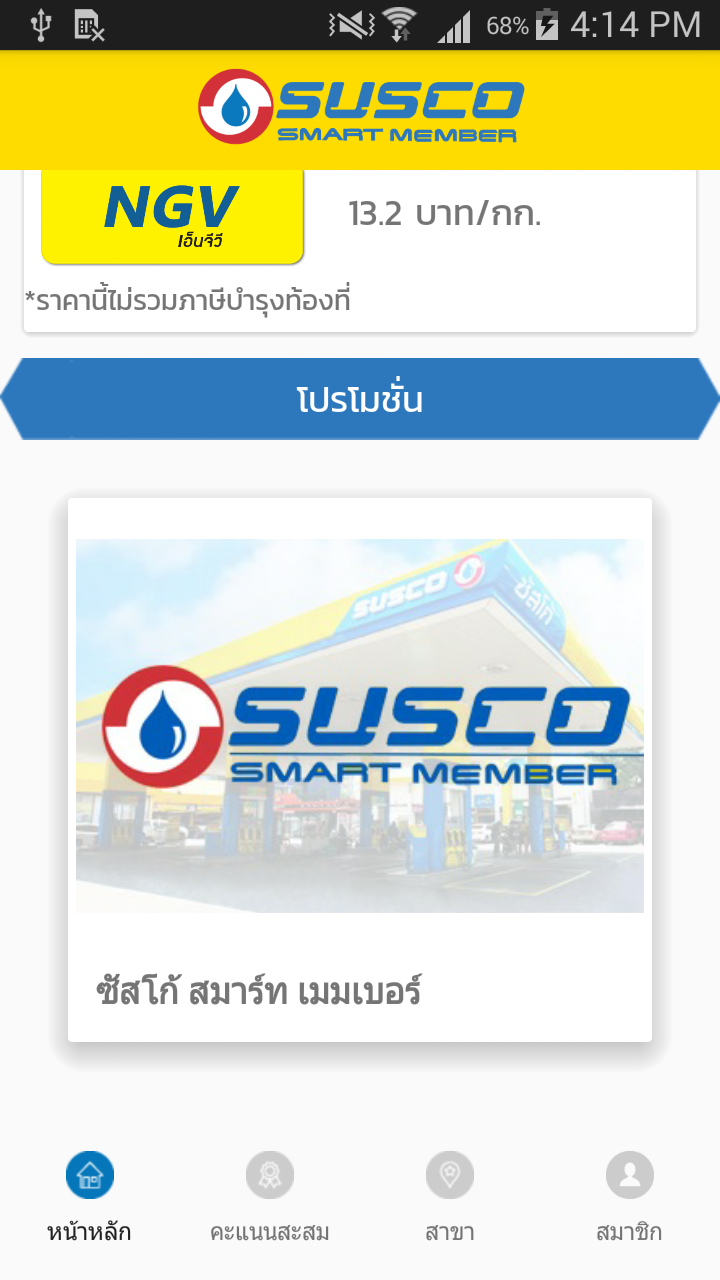 68% 4:14 PM
SUSCO
SMART MEMBER
NGV
เอ็นจีวี
13.2 บาท/กก.
*ราคานี้ไม่รวมภาษีบำรุงท้องที่
โปรโมชั่น
SUSCO
ซัสโก้
SUSCO
SMART MEMBER
ซัสโก้ สมาร์ท เมมเบอร์
หน้าหลัก
คะแนนสะสม
สาขา
สมาชิก